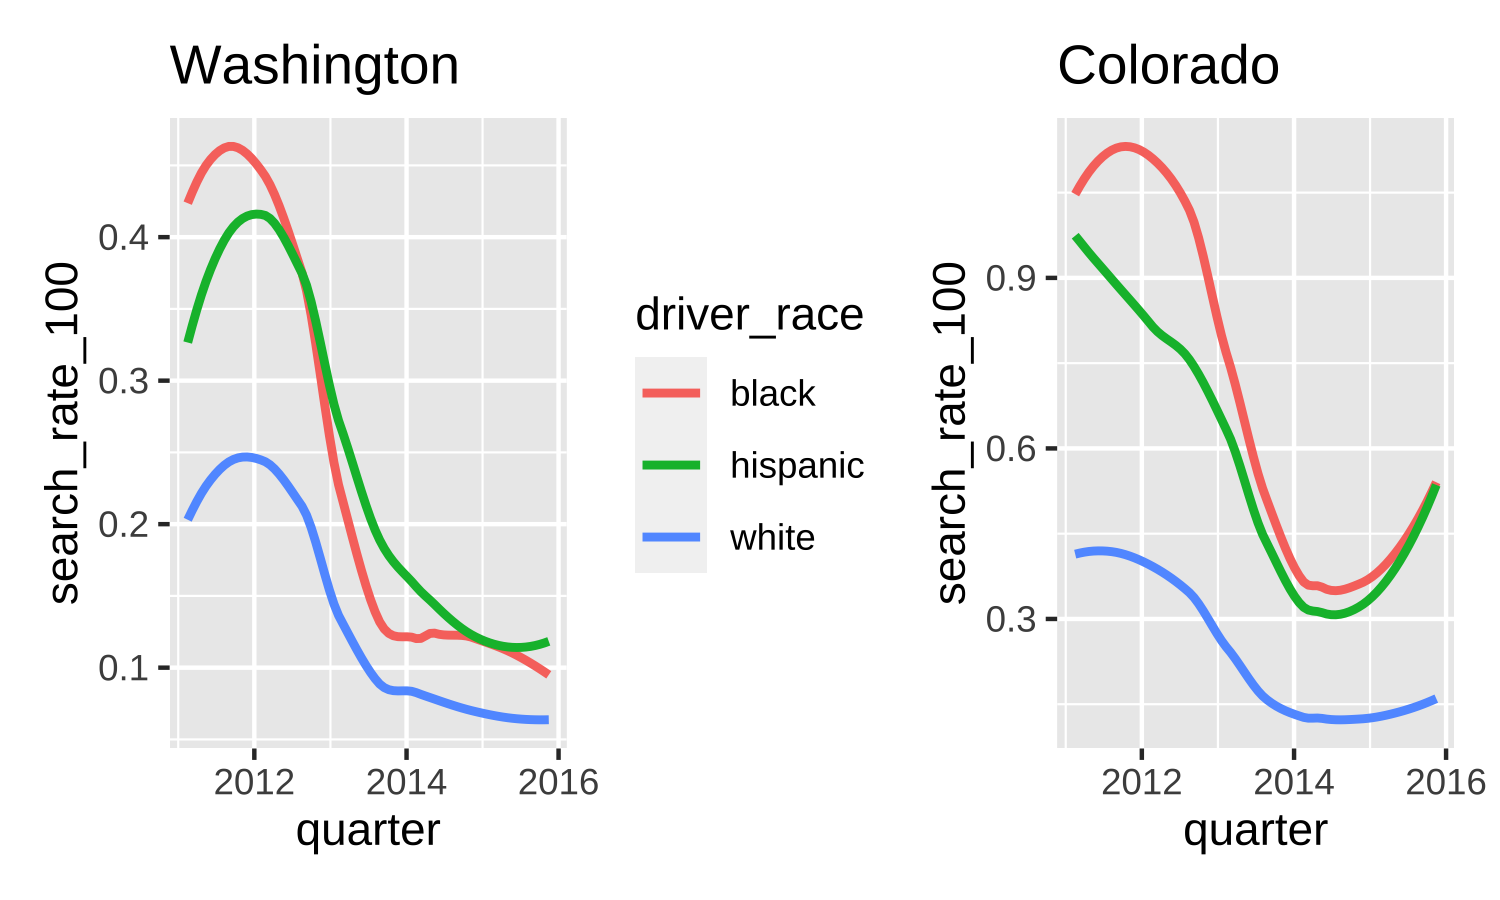 Washington
search_rate_100
0.4
0.3
0.2
0.1
2012 2014 2016
quarter
driver_race
black
hispanic
white
Colorado
search_rate_100
0.9
0.6
0.3
2012 2014 2016
quarter